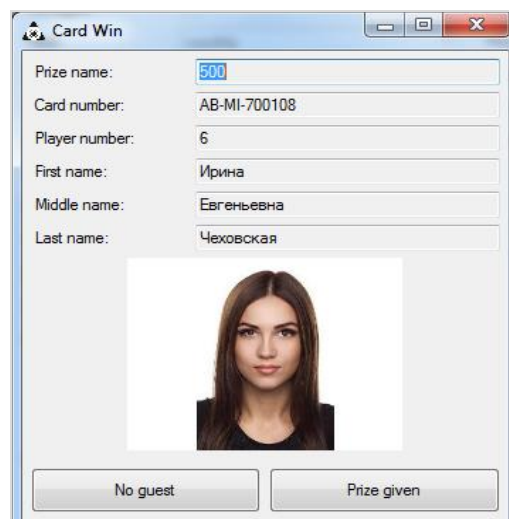 Card Win
Prize name: 500
Card number: AB-MI-700108
Player number: 6
First name: Ирина
Middle name: Евгеньевна
Last name: Чеховская
No guest Prize given